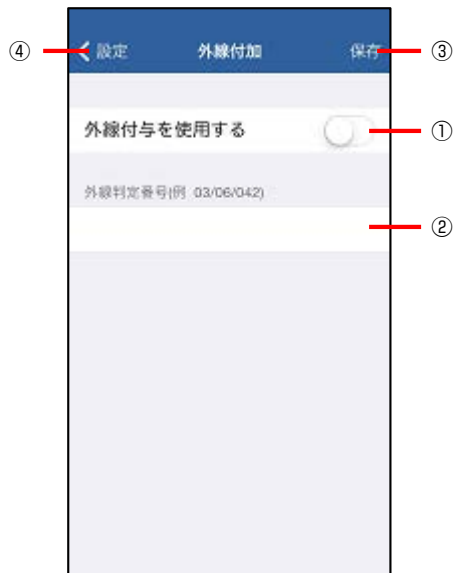 ④ 設定 外線付加 保存 ③
外線付与を使用する ①
外線判定番号(例 03/06/042)
②